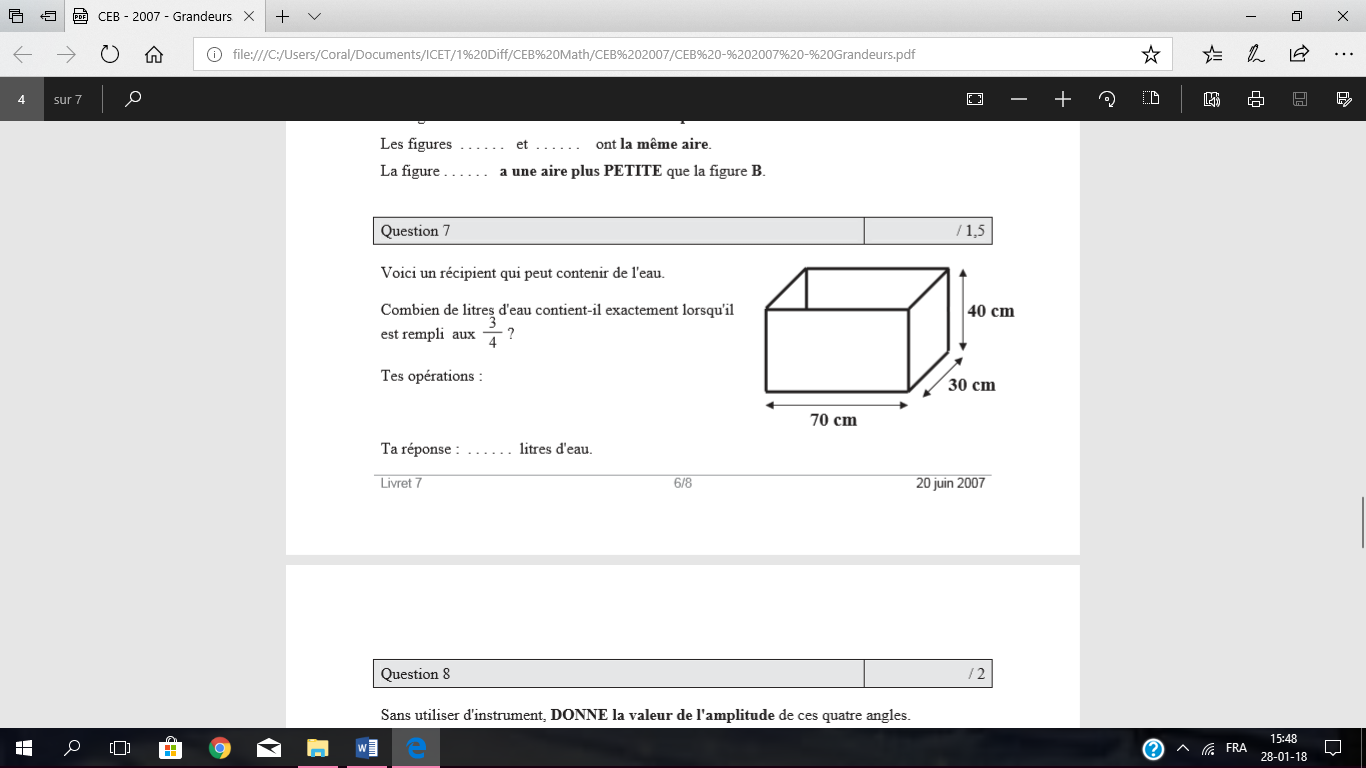 CEB - 2007 - Grandeurs
file:///C:/Users/Coral/Documents/ICET/1%20Diff/CEB%20Math/CEB%202007/CEB%20-%202007%20-%20Grandeurs.pdf
4 sur 7
Les figures . . . . . . et . . . . . . ont la même aire.
La figure . . . . . . a une aire plus PETITE que la figure B.
Question 7 / 1,5
Voici un récipient qui peut contenir de l'eau.
Combien de litres d'eau contient-il exactement lorsqu'il
est rempli aux 3/4 ?
Tes opérations :
40 cm
30 cm
70 cm
Ta réponse : . . . . . . litres d'eau.
Livret 7 6/8 20 juin 2007
Question 8 / 2
Sans utiliser d'instrument, DONNE la valeur de l'amplitude de ces quatre angles.
FRA
15:48
28-01-18